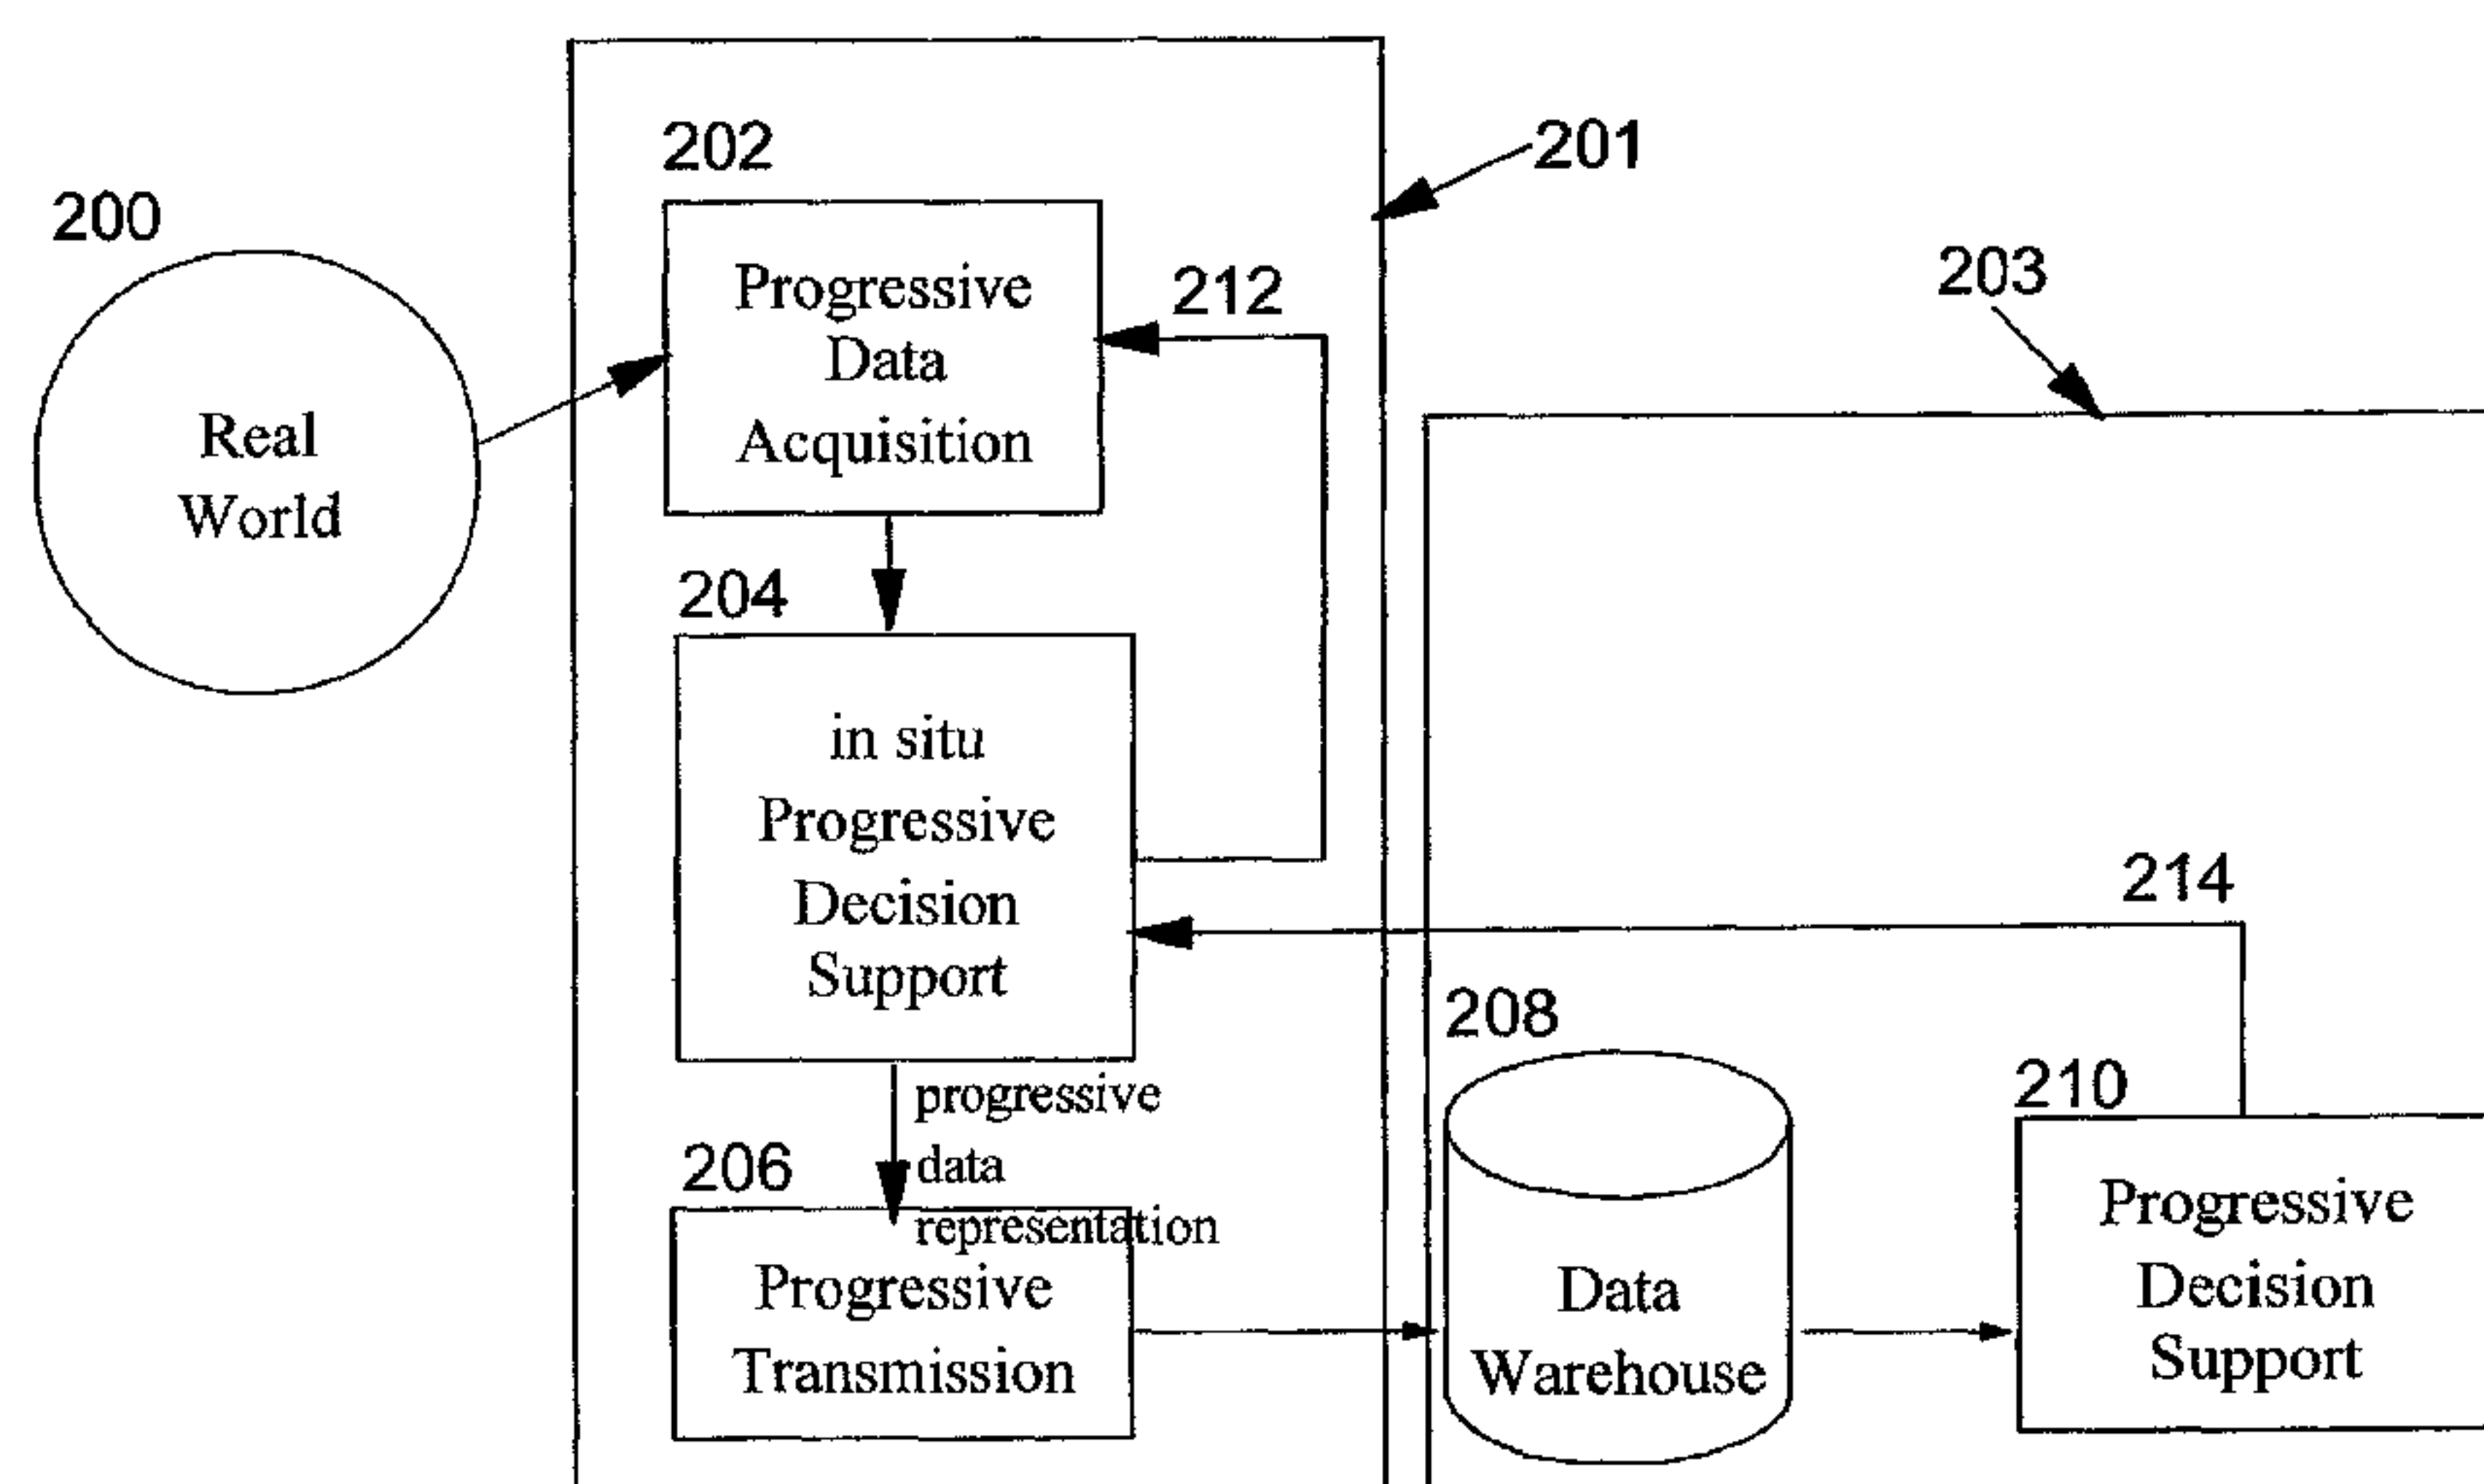 200
Real
World
202
Progressive
Data
Acquisition
212
201
203
204
in situ
Progressive
Decision
Support
progressive
data
representation
206
Progressive
Transmission
214
208
Data
Warehouse
210
Progressive
Decision
Support